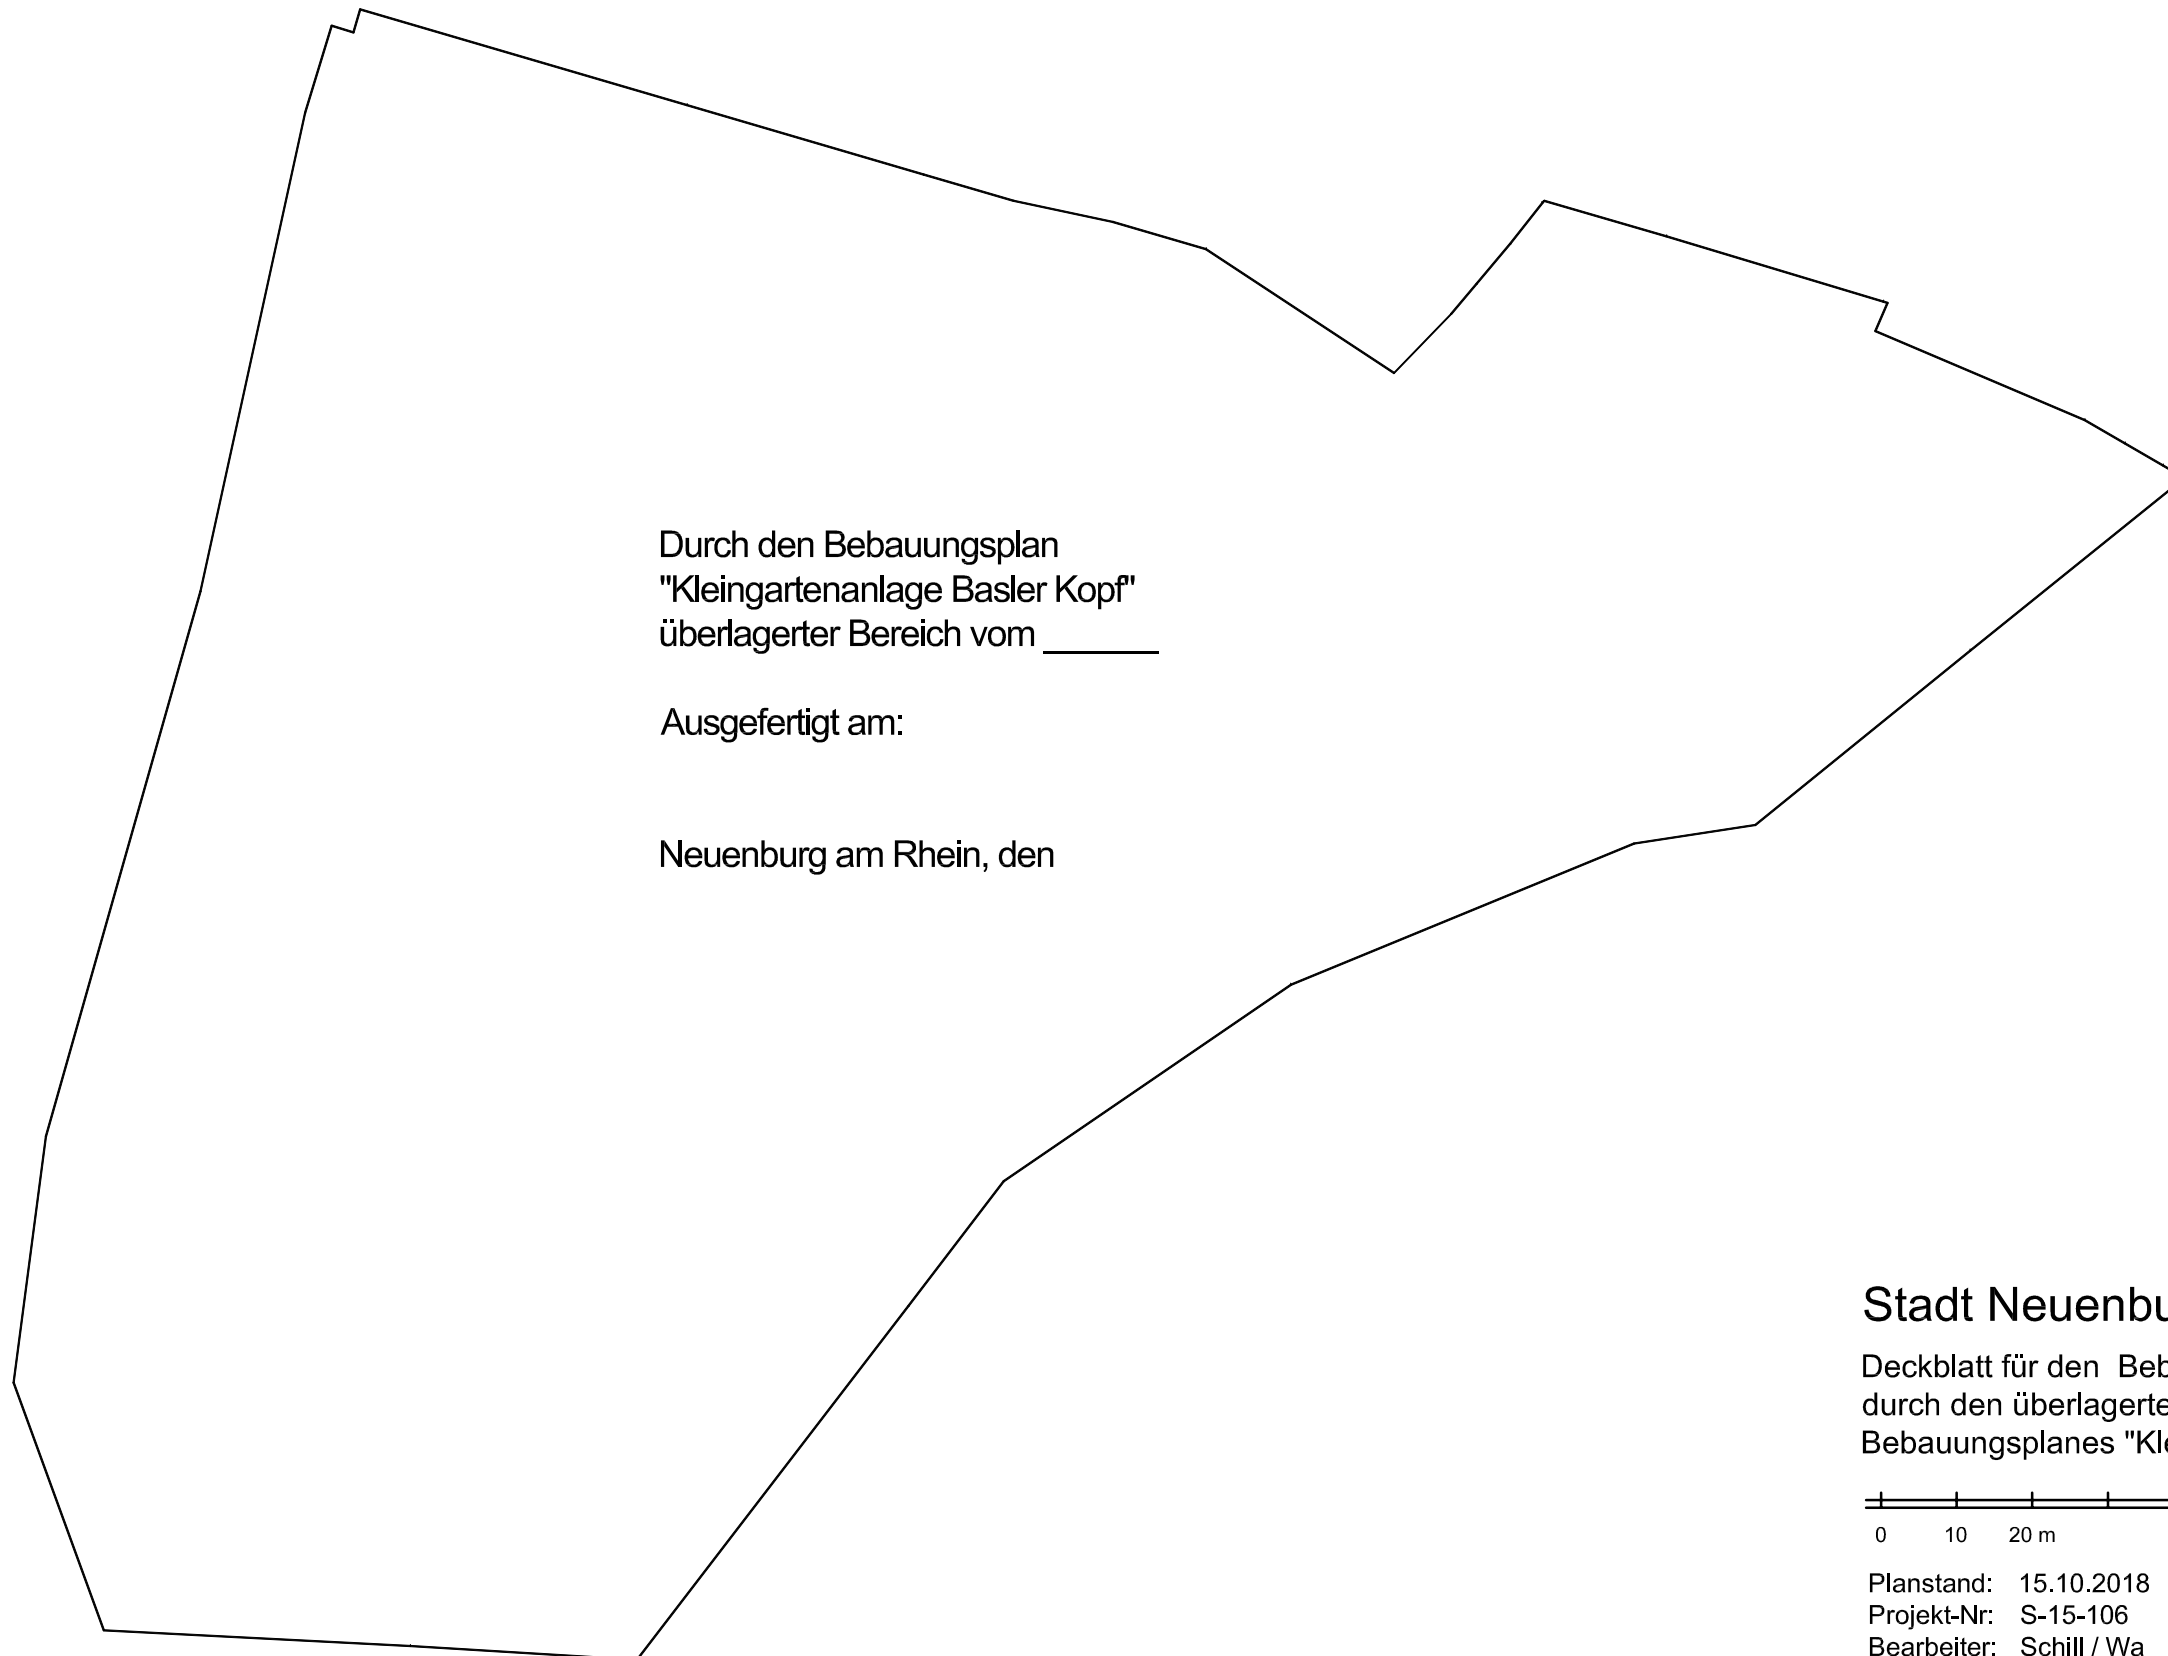 Durch den Bebauungsplan
"Kleingartenanlage Basler Kopf"
überlagerter Bereich vom ______
Ausgefertigt am:
Neuenburg am Rhein, den
Stadt Neuenbu
Deckblatt für den Beb
durch den überlagerte
Bebauungsplanes "Kle
0 10 20 m
Planstand: 15.10.2018
Projekt-Nr: S-15-106
Bearbeiter: Schill / Wa